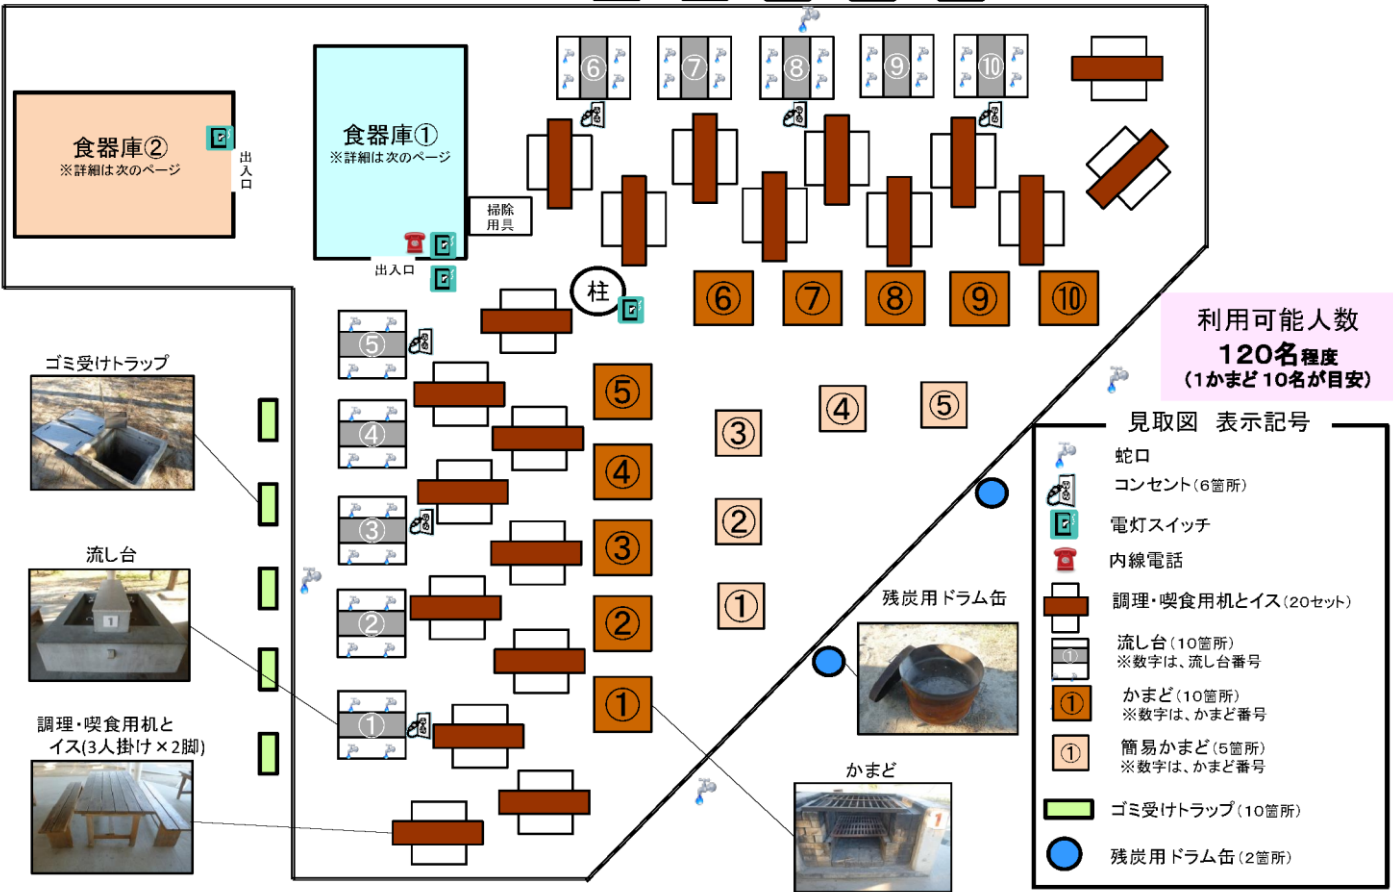 食器庫②
※詳細は次のページ
出入口
食器庫①
※詳細は次のページ
掃除
用具
出入口
柱
⑥
⑦
⑧
⑨
⑩
⑥
⑦
⑧
⑨
⑩
⑤
④
③
②
①
⑤
④
③
②
①
③
④
⑤
②
①
利用可能人数
120名程度
(1かまど10名が目安)
ゴミ受けトラップ
流し台
1
調理・喫食用机と
イス(3人掛け×2脚)
残炭用ドラム缶
かまど
1
見取図 表示記号
蛇口
コンセント(6箇所)
電灯スイッチ
内線電話
調理・喫食用机とイス(20セット)
①
流し台(10箇所)
※数字は、流し台番号
①
かまど(10箇所)
※数字は、かまど番号
①
簡易かまど(5箇所)
※数字は、かまど番号
ゴミ受けトラップ(10箇所)
残炭用ドラム缶(2箇所)